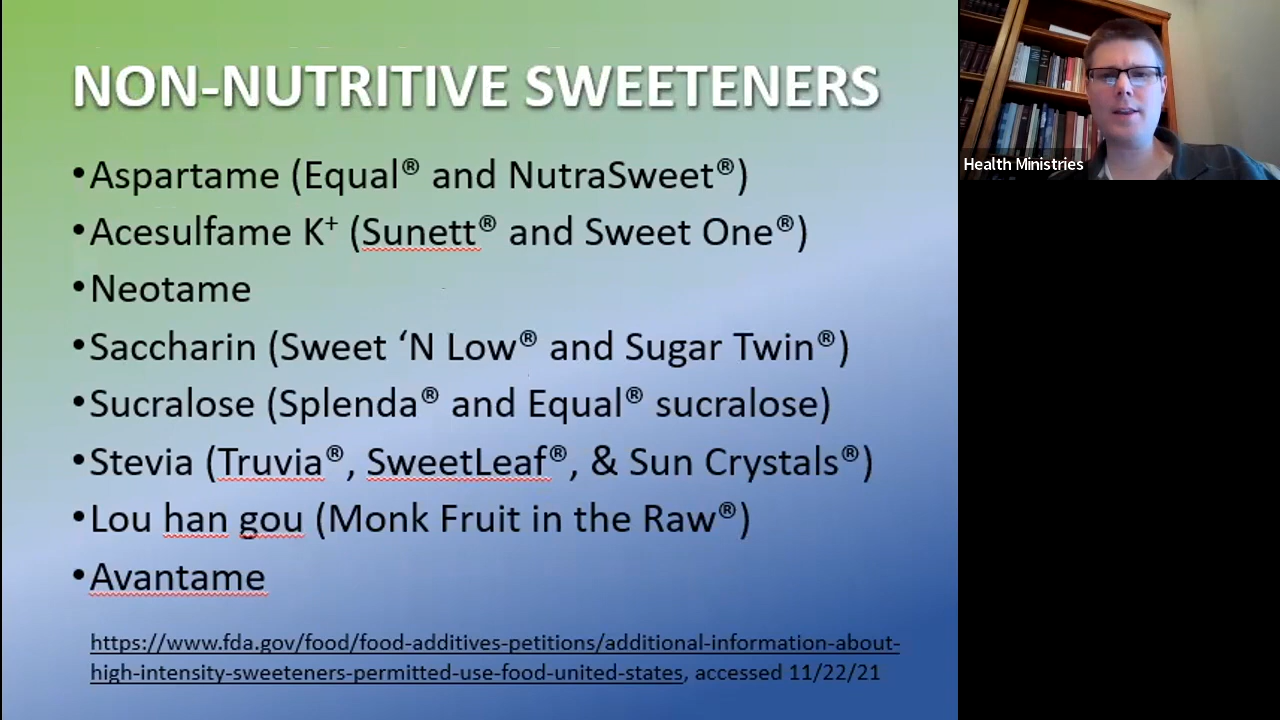 NON-NUTRITIVE SWEETENERS
•Aspartame (Equal® and NutraSweet®)
•Acesulfame K⁺ (Sunett® and Sweet One®)
•Neotame
•Saccharin (Sweet ‘N Low® and Sugar Twin®)
•Sucralose (Splenda® and Equal® sucralose)
•Stevia (Truvia®, SweetLeaf®, & Sun Crystals®)
•Lou han gou (Monk Fruit in the Raw®)
•Avantame
https://www.fda.gov/food/food-additives-petitions/additional-information-about-
high-intensity-sweeteners-permitted-use-food-united-states, accessed 11/22/21
Health Ministries